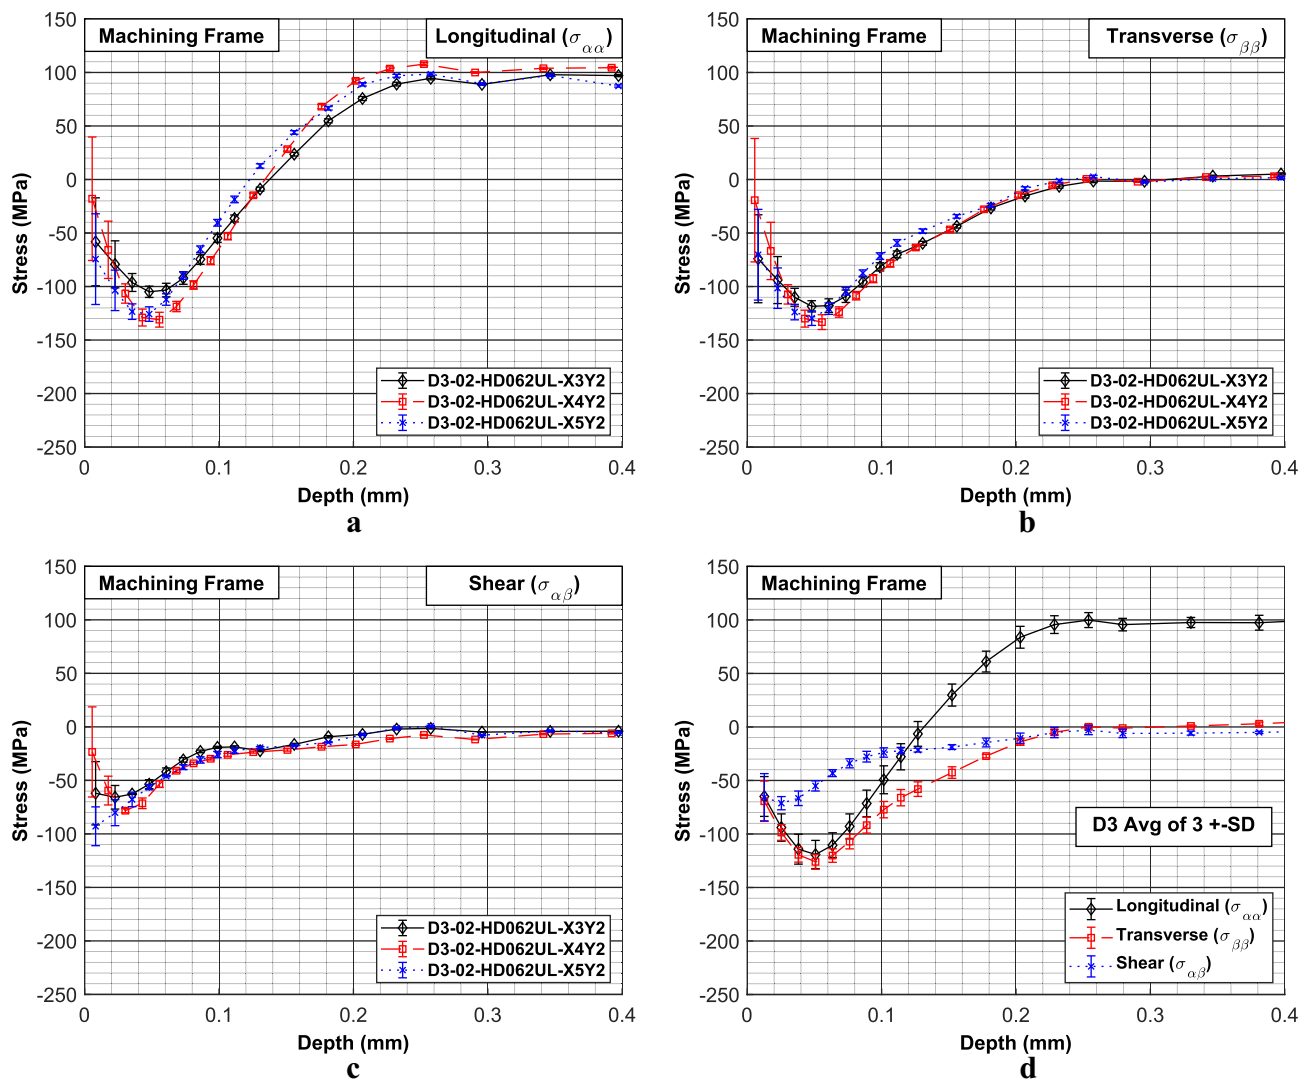 Machining Frame
Longitudinal (σαα)
150
100
50
0
-50
-100
-150
-200
-250
Stress (MPa)
D3-02-HD062UL-X3Y2
D3-02-HD062UL-X4Y2
D3-02-HD062UL-X5Y2
0 0.1 0.2 0.3 0.4
Depth (mm)
a
Machining Frame
Transverse (σββ)
150
100
50
0
-50
-100
-150
-200
-250
Stress (MPa)
D3-02-HD062UL-X3Y2
D3-02-HD062UL-X4Y2
D3-02-HD062UL-X5Y2
0 0.1 0.2 0.3 0.4
Depth (mm)
b
Machining Frame
Shear (σαβ)
150
100
50
0
-50
-100
-150
-200
-250
Stress (MPa)
D3-02-HD062UL-X3Y2
D3-02-HD062UL-X4Y2
D3-02-HD062UL-X5Y2
0 0.1 0.2 0.3 0.4
Depth (mm)
c
Machining Frame
150
100
50
0
-50
-100
-150
-200
-250
Stress (MPa)
D3 Avg of 3 +-SD
Longitudinal (σαα)
Transverse (σββ)
Shear (σαβ)
0 0.1 0.2 0.3 0.4
Depth (mm)
d